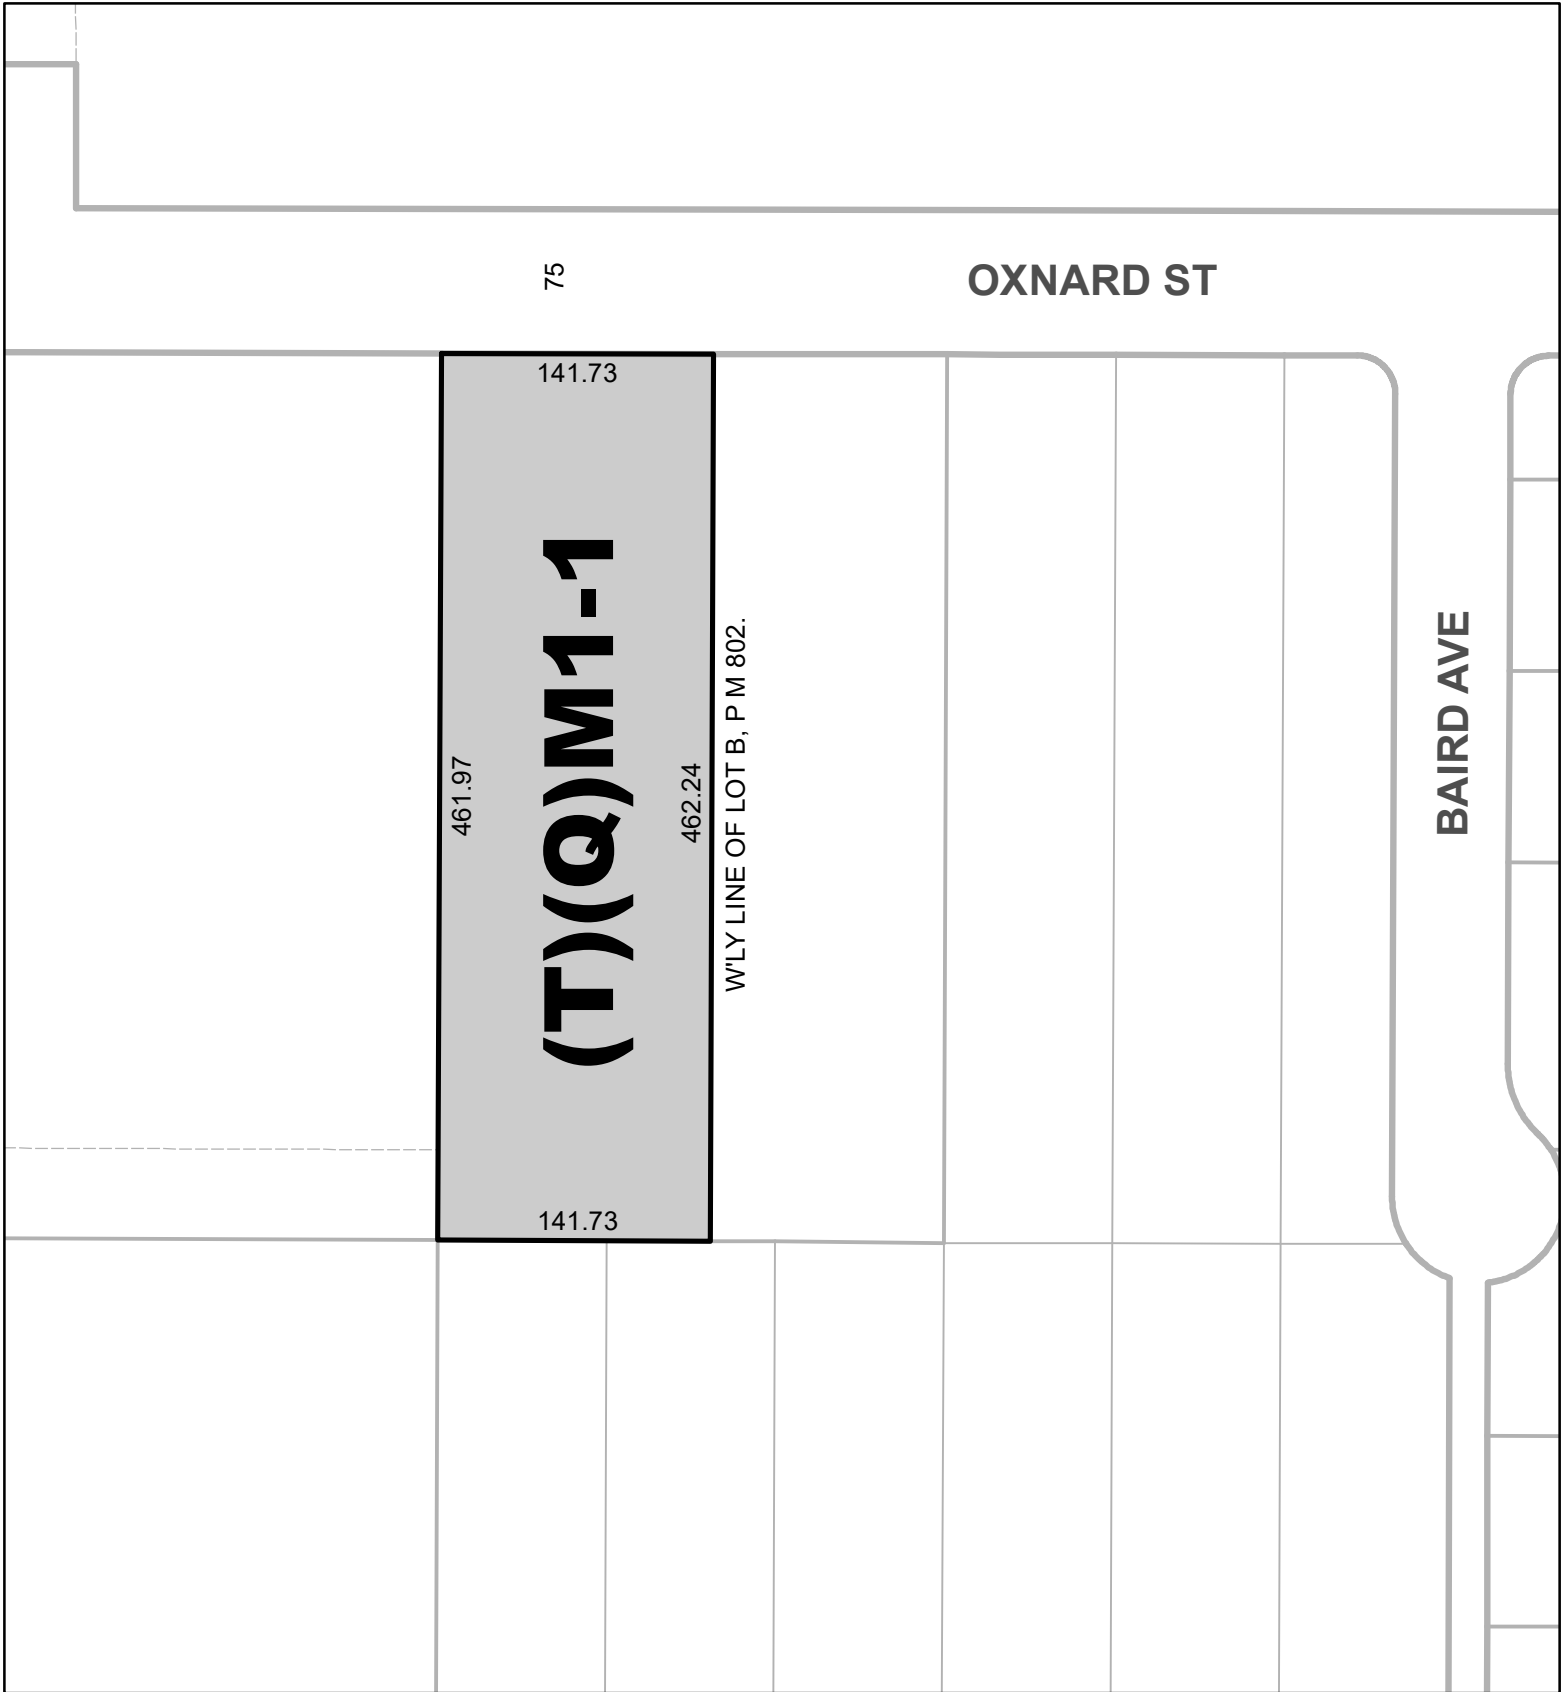 75
OXNARD ST
141.73
(T)(Q)M1-1
461.97
462.24
W'LY LINE OF LOT B, P M 802.
BAIRD AVE
141.73